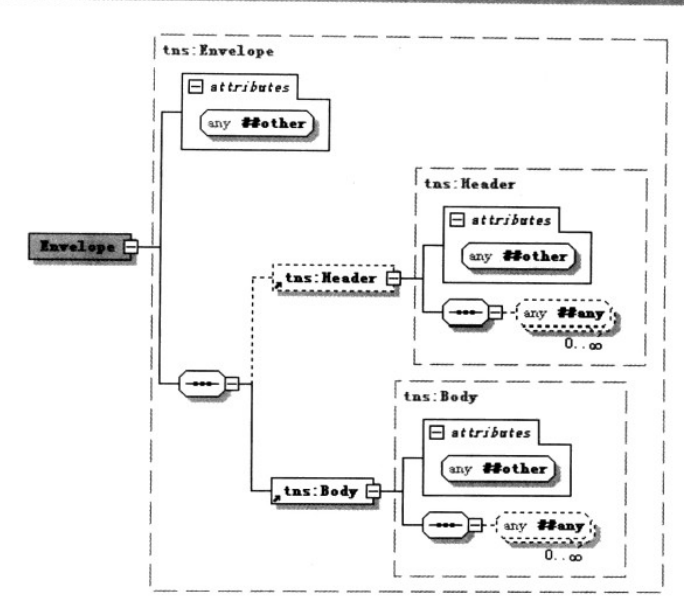 tns:Envelope
attributes
any ##other
tns:Header
attributes
Envelope
any ##other
tns:Header
any ##any
0..∞
tns:Body
attributes
any ##other
tns:Body
any ##any
0..∞